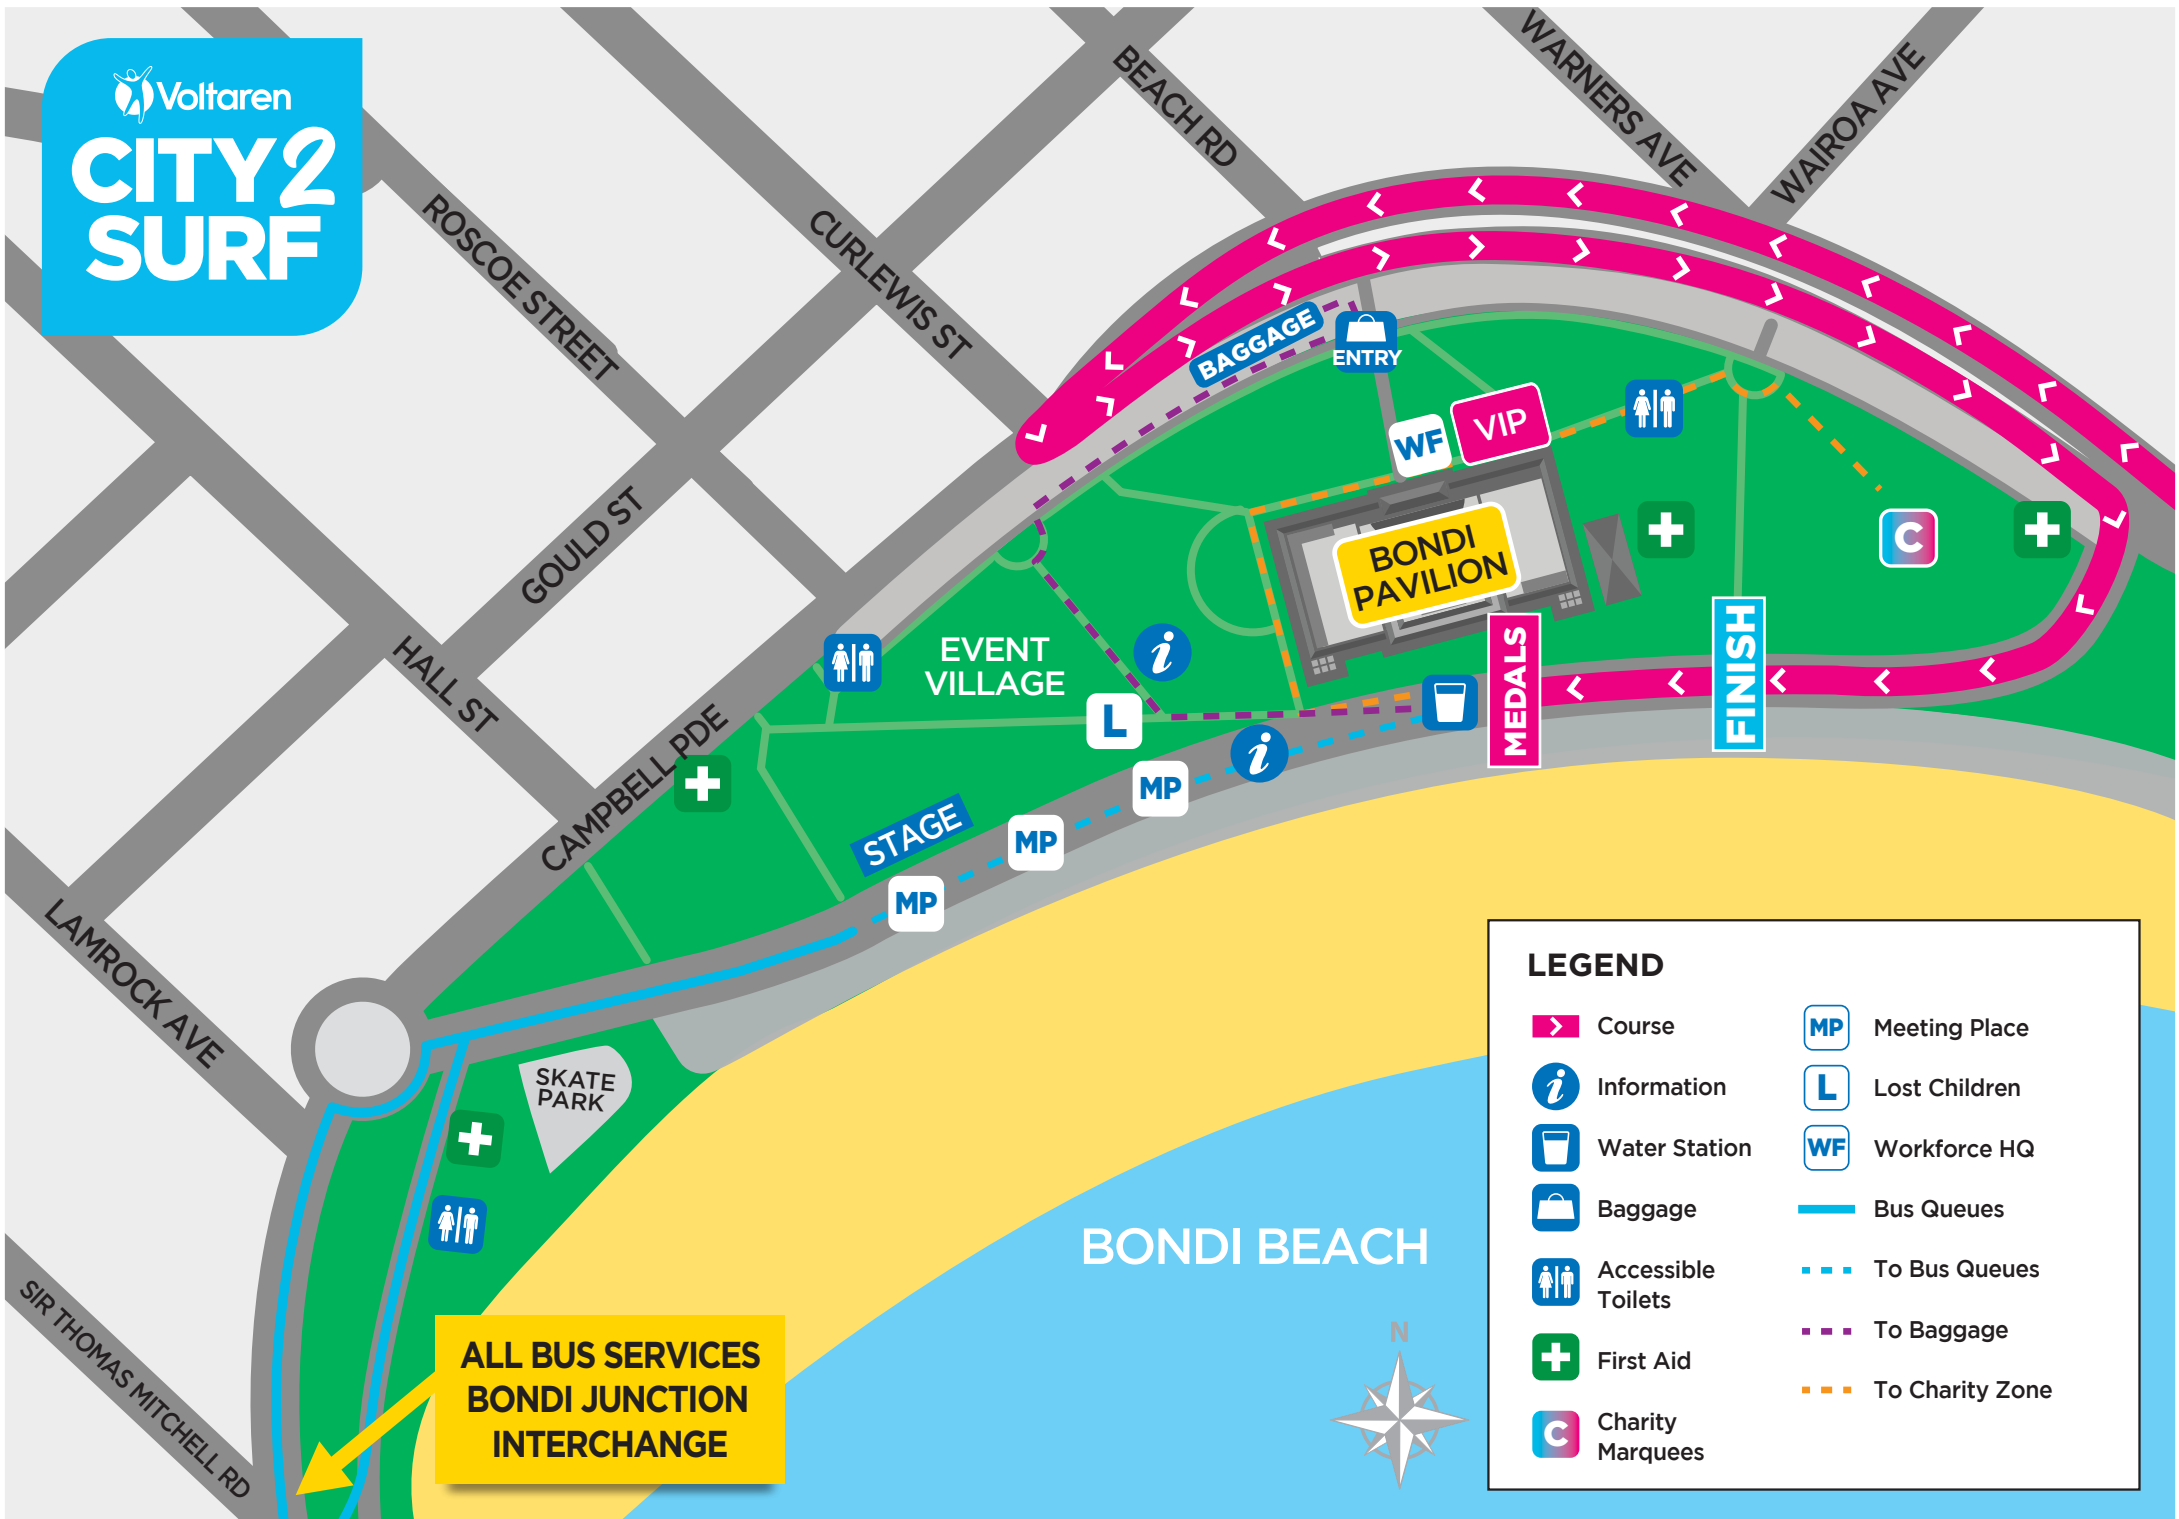 Voltaren
CITY2
SURF
BEACH RD
WARNERS AVE
WAIROA AVE
ROSCOE STREET
CURLEWIS ST
BAGGAGE
ENTRY
WF
VIP
GOULD ST
BONDI
PAVILION
C
HALL ST
EVENT
VILLAGE
i
L
MEDALS
FINISH
CAMPBELL PDE
i
MP
STAGE
MP
MP
LAMROCK AVE
SKATE
PARK
SIR THOMAS MITCHELL RD
ALL BUS SERVICES
BONDI JUNCTION
INTERCHANGE
BONDI BEACH
N
LEGEND
Course
i Information
Water Station
Baggage
Accessible
Toilets
First Aid
C Charity
Marquees
MP Meeting Place
L Lost Children
WF Workforce HQ
Bus Queues
To Bus Queues
To Baggage
To Charity Zone